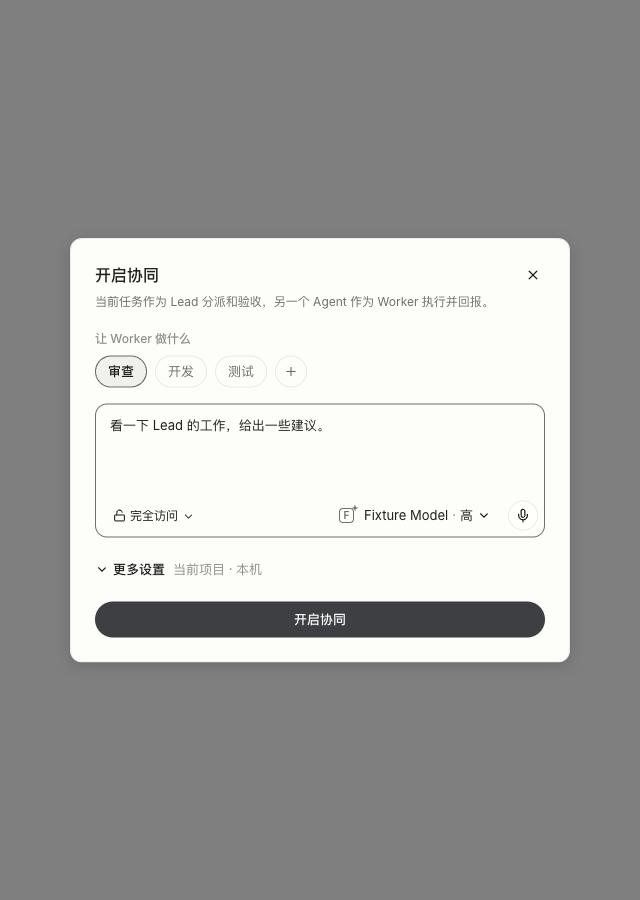 开启协同
当前任务作为 Lead 分派和验收，另一个 Agent 作为 Worker 执行并回报。
让 Worker 做什么
审查 开发 测试 +
看一下 Lead 的工作，给出一些建议。
完全访问 F Fixture Model · 高
更多设置 当前项目 · 本机
开启协同